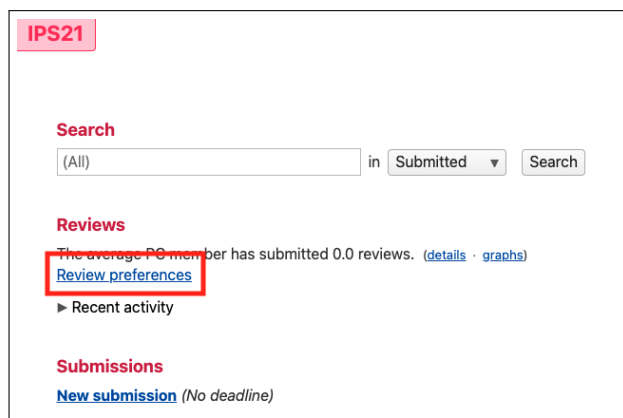 IPS21
Search
(All) in Submitted ▼ Search
Reviews
The average PC member has submitted 0.0 reviews. (details · graphs)
Review preferences
▶ Recent activity
Submissions
New submission (No deadline)